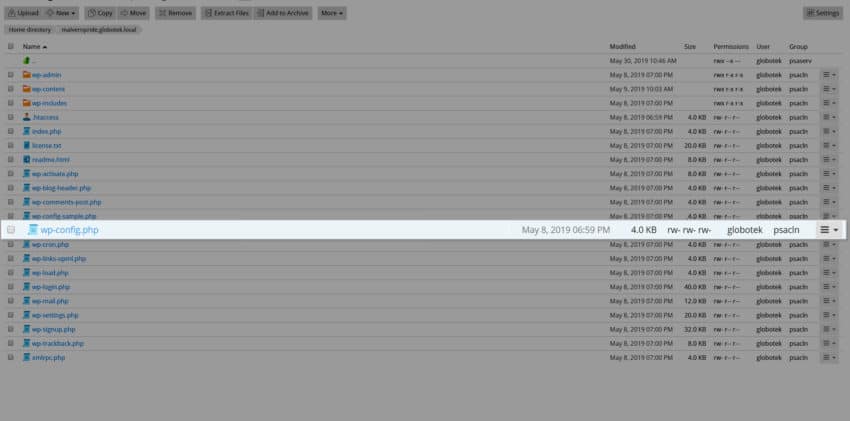 Upload New Copy Move Remove Extract Files Add to Archive More Settings
Home directory malvernpride.globotek.local
Name Modified Size Permissions User Group
.. May 30, 2019 10:46 AM rwx --x --- globotek psaserv
wp-admin May 8, 2019 07:00 PM rwx r-x r-x globotek psacln
wp-content May 9, 2019 10:03 AM rwx r-x r-x globotek psacln
wp-includes May 8, 2019 07:00 PM rwx r-x r-x globotek psacln
.htaccess May 8, 2019 06:59 PM 4.0 KB rw- r-- r-- globotek psacln
index.php May 8, 2019 07:00 PM 4.0 KB rw- r-- r-- globotek psacln
license.txt May 8, 2019 07:00 PM 20.0 KB rw- r-- r-- globotek psacln
readme.html May 8, 2019 07:00 PM 8.0 KB rw- r-- r-- globotek psacln
wp-activate.php May 8, 2019 07:00 PM 8.0 KB rw- r-- r-- globotek psacln
wp-blog-header.php May 8, 2019 07:00 PM 4.0 KB rw- r-- r-- globotek psacln
wp-comments-post.php May 8, 2019 07:00 PM 4.0 KB rw- r-- r-- globotek psacln
wp-config-sample.php May 8, 2019 07:00 PM 4.0 KB rw- r-- r-- globotek psacln
wp-config.php May 8, 2019 06:59 PM 4.0 KB rw- rw- rw- globotek psacln
wp-cron.php May 8, 2019 07:00 PM 4.0 KB rw- r-- r-- globotek psacln
wp-links-opml.php May 8, 2019 07:00 PM 4.0 KB rw- r-- r-- globotek psacln
wp-load.php May 8, 2019 07:00 PM 4.0 KB rw- r-- r-- globotek psacln
wp-login.php May 8, 2019 07:00 PM 40.0 KB rw- r-- r-- globotek psacln
wp-mail.php May 8, 2019 07:00 PM 12.0 KB rw- r-- r-- globotek psacln
wp-settings.php May 8, 2019 07:00 PM 20.0 KB rw- r-- r-- globotek psacln
wp-signup.php May 8, 2019 07:00 PM 32.0 KB rw- r-- r-- globotek psacln
wp-trackback.php May 8, 2019 07:00 PM 8.0 KB rw- r-- r-- globotek psacln
xmlrpc.php May 8, 2019 07:00 PM 4.0 KB rw- r-- r-- globotek psacln